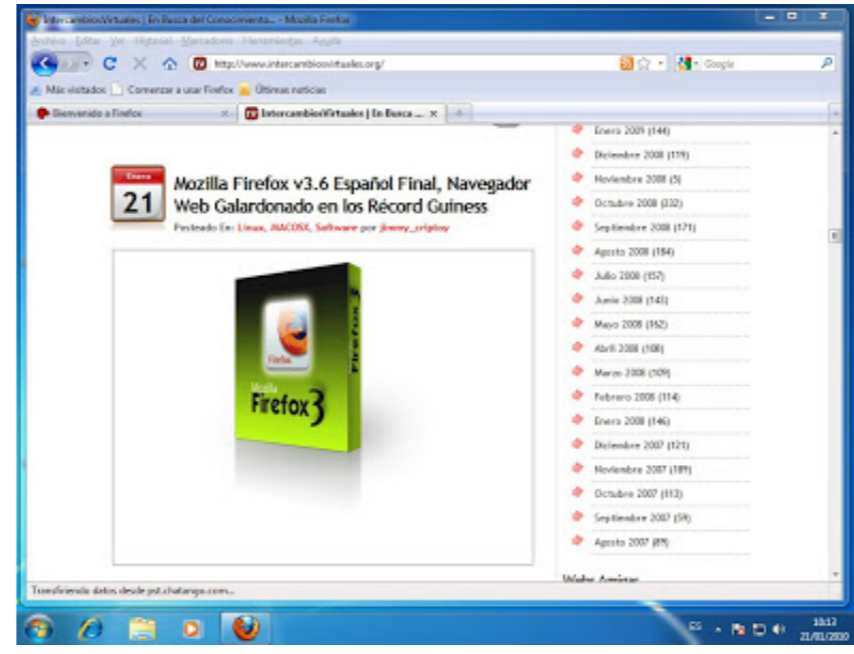 IntercambiosVirtuales | En Busca del Conocimiento... - Mozilla Firefox
Archivo Editar Ver Historial Marcadores Herramientas Ayuda
http://www.intercambiosvirtuales.org/
Google
Más visitados Comenzar a usar Firefox Últimas noticias
Bienvenido a Firefox
IntercambiosVirtuales | En Busca ...
Enero
21
Mozilla Firefox v3.6 Español Final, Navegador
Web Galardonado en los Récord Guiness
Posteado En: Linux, MACOSX, Software por jimmy_criptoy
Firefox
Mozilla
Firefox 3
Firefox 3
Enero 2009 (144)
Diciembre 2008 (119)
Noviembre 2008 (5)
Octubre 2008 (232)
Septiembre 2008 (171)
Agosto 2008 (184)
Julio 2008 (157)
Junio 2008 (143)
Mayo 2008 (162)
Abril 2008 (108)
Marzo 2008 (109)
Febrero 2008 (114)
Enero 2008 (146)
Diciembre 2007 (121)
Noviembre 2007 (189)
Octubre 2007 (113)
Septiembre 2007 (59)
Agosto 2007 (89)
Webs Amigas
Transfiriendo datos desde pst.chatango.com...
ES
10:13
21/01/2010